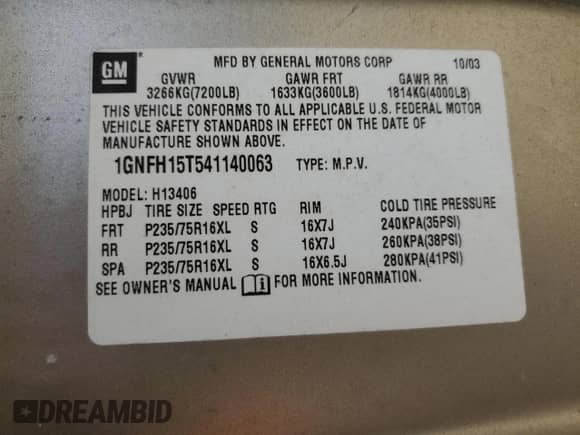 GM
MFD BY GENERAL MOTORS CORP 10/03
GVWR GAWR FRT GAWR RR
3266KG(7200LB) 1633KG(3600LB) 1814KG(4000LB)
THIS VEHICLE CONFORMS TO ALL APPLICABLE U.S. FEDERAL MOTOR
VEHICLE SAFETY STANDARDS IN EFFECT ON THE DATE OF
MANUFACTURE SHOWN ABOVE.
1GNFH15T541140063 TYPE: M.P.V.
MODEL: H13406
HPBJ TIRE SIZE SPEED RTG RIM COLD TIRE PRESSURE
FRT P235/75R16XL S 16X7J 240KPA(35PSI)
RR P235/75R16XL S 16X7J 260KPA(38PSI)
SPA P235/75R16XL S 16X6.5J 280KPA(41PSI)
SEE OWNER'S MANUAL FOR MORE INFORMATION.
DREAMBID